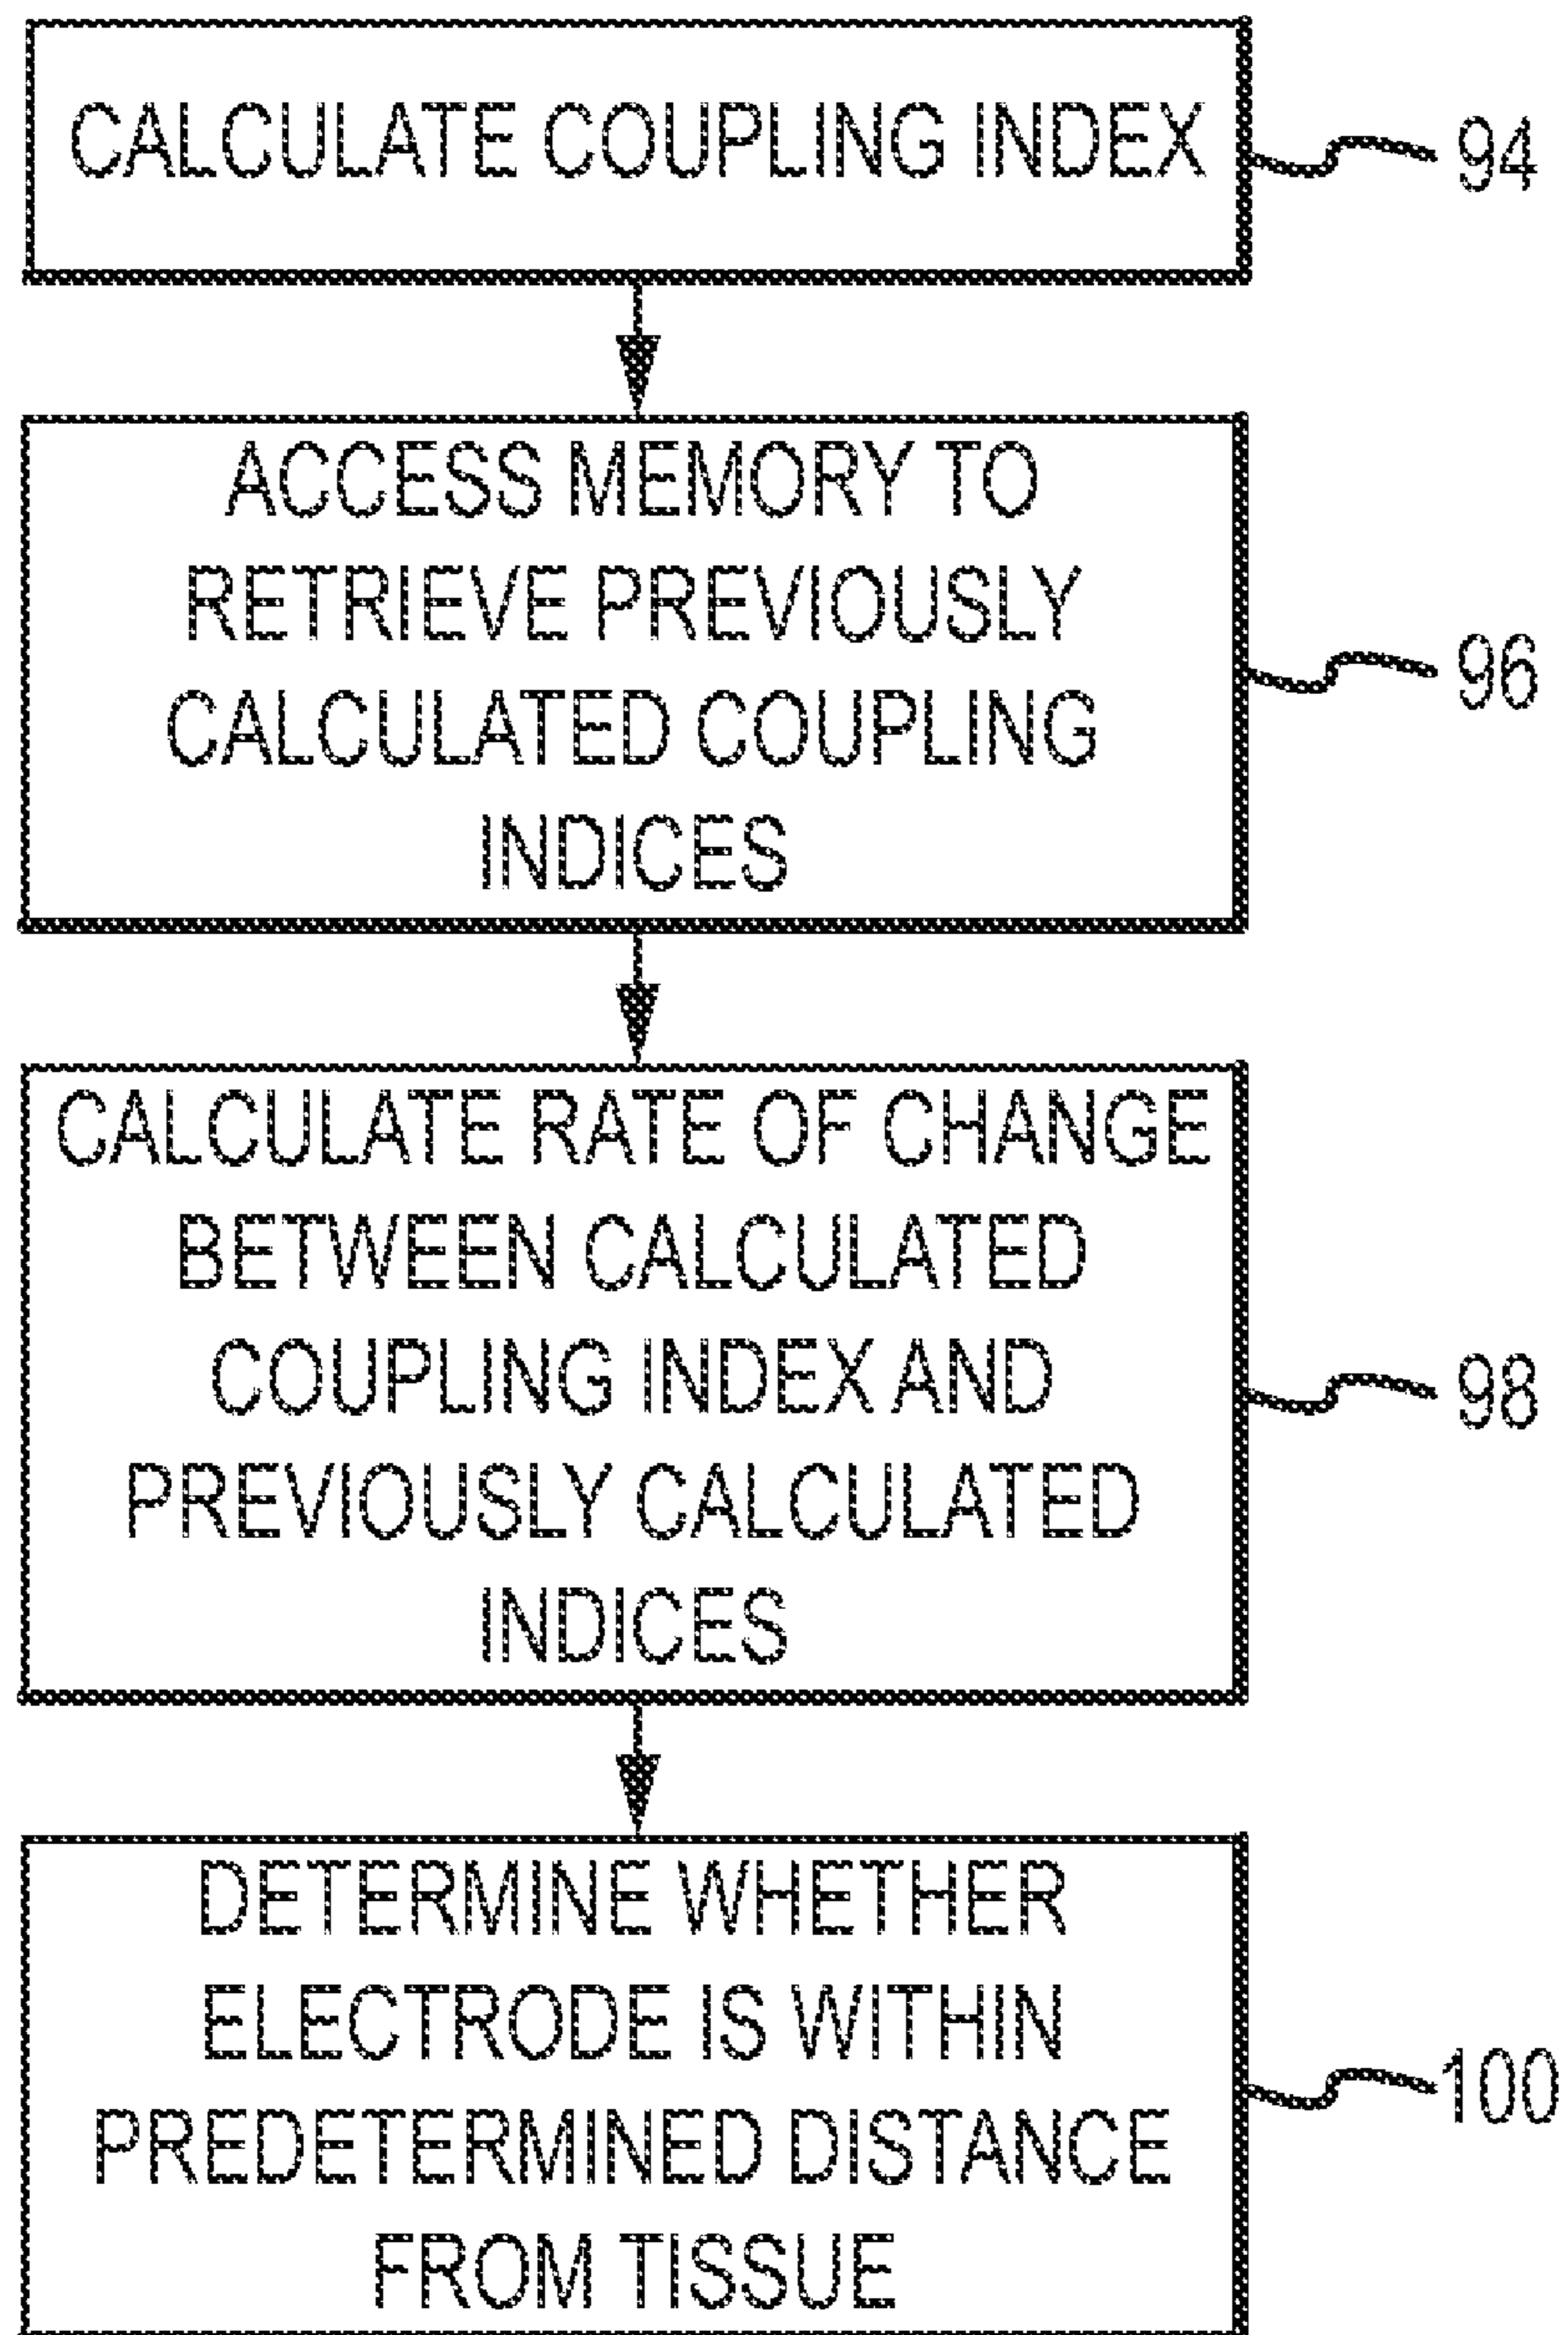 CALCULATE COUPLING INDEX
94
ACCESS MEMORY TO
RETRIEVE PREVIOUSLY
CALCULATED COUPLING
INDICES
96
CALCULATE RATE OF CHANGE
BETWEEN CALCULATED
COUPLING INDEX AND
PREVIOUSLY CALCULATED
INDICES
98
DETERMINE WHETHER
ELECTRODE IS WITHIN
PREDETERMINED DISTANCE
FROM TISSUE
100